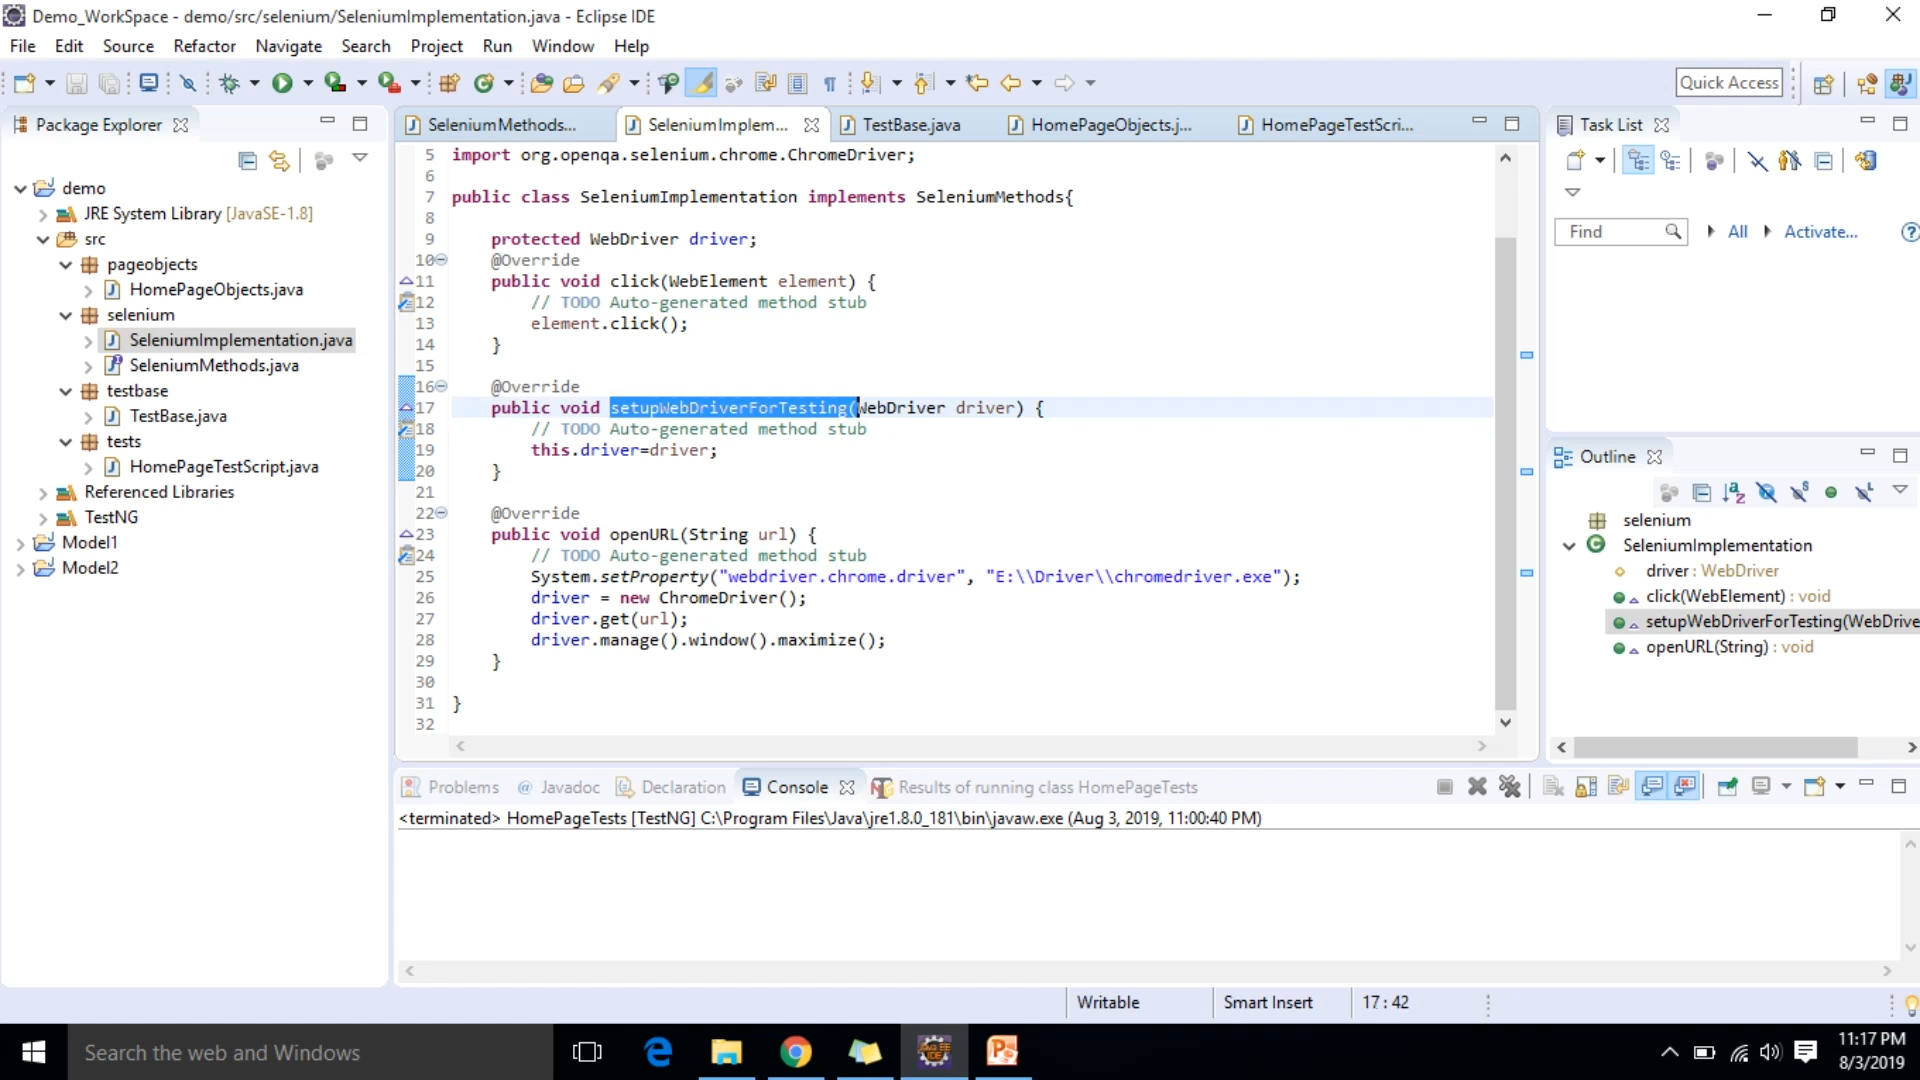 Demo_WorkSpace - demo/src/selenium/SeleniumImplementation.java - Eclipse IDE
File Edit Source Refactor Navigate Search Project Run Window Help
Quick Access
Package Explorer
SeleniumMethods...
SeleniumImplem...
TestBase.java
HomePageObjects.j...
HomePageTestScri...
Task List
demo
JRE System Library [JavaSE-1.8]
src
pageobjects
HomePageObjects.java
selenium
SeleniumImplementation.java
SeleniumMethods.java
testbase
TestBase.java
tests
HomePageTestScript.java
Referenced Libraries
TestNG
Model1
Model2
5 import org.openqa.selenium.chrome.ChromeDriver;
6
7 public class SeleniumImplementation implements SeleniumMethods{
8
9 protected WebDriver driver;
10 @Override
11 public void click(WebElement element) {
12 // TODO Auto-generated method stub
13 element.click();
14 }
15
16 @Override
17 public void setupWebDriverForTesting(WebDriver driver) {
18 // TODO Auto-generated method stub
19 this.driver=driver;
20 }
21
22 @Override
23 public void openURL(String url) {
24 // TODO Auto-generated method stub
25 System.setProperty("webdriver.chrome.driver", "E:\\Driver\\chromedriver.exe");
26 driver = new ChromeDriver();
27 driver.get(url);
28 driver.manage().window().maximize();
29 }
30
31 }
32
Find All Activate...
Outline
selenium
SeleniumImplementation
driver : WebDriver
click(WebElement) : void
setupWebDriverForTesting(WebDrive
openURL(String) : void
Problems @ Javadoc Declaration Console Results of running class HomePageTests
<terminated> HomePageTests [TestNG] C:\Program Files\Java\jre1.8.0_181\bin\javaw.exe (Aug 3, 2019, 11:00:40 PM)
Writable Smart Insert 17 : 42
Search the web and Windows
11:17 PM
8/3/2019